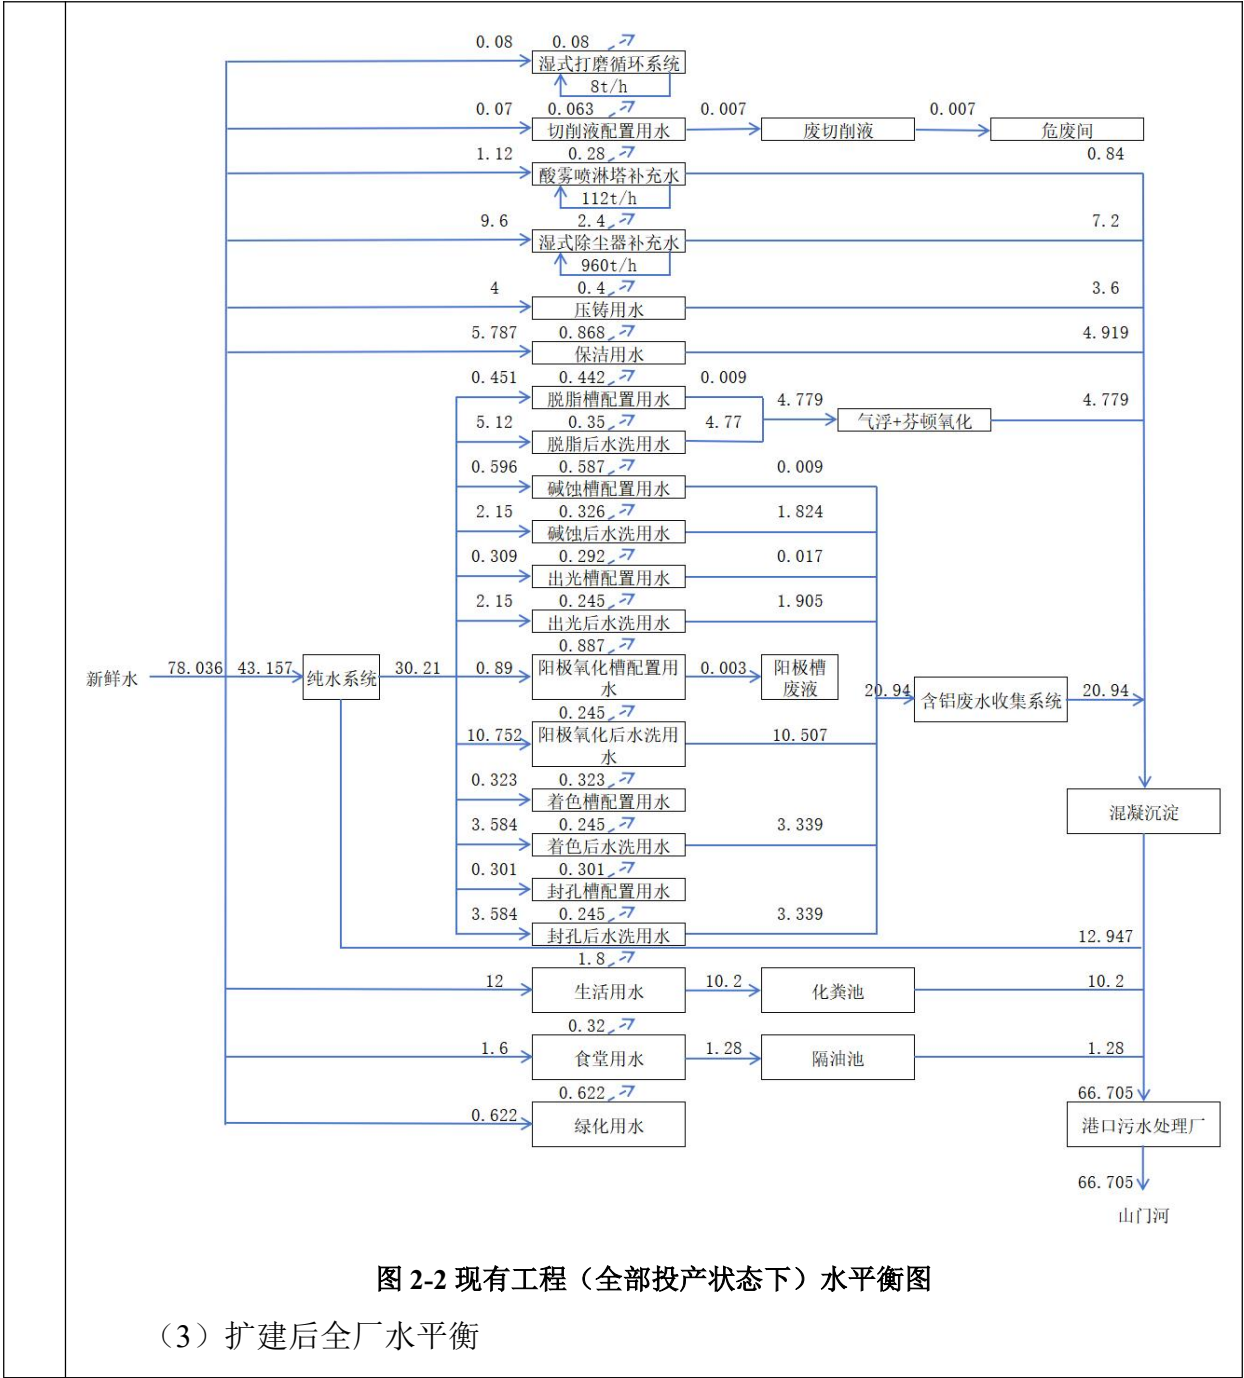 0.08 0.08
湿式打磨循环系统
8t/h
0.07 0.063 0.007 0.007
切削液配置用水 废切削液 危废间
1.12 0.28 0.84
酸雾喷淋塔补充水
112t/h
9.6 2.4 7.2
湿式除尘器补充水
960t/h
4 0.4 3.6
压铸用水
5.787 0.868 4.919
保洁用水
0.451 0.442 0.009
脱脂槽配置用水 4.779 4.779
5.12 0.35 4.77 气浮+芬顿氧化
脱脂后水洗用水
0.596 0.587 0.009
碱蚀槽配置用水
2.15 0.326 1.824
碱蚀后水洗用水
0.309 0.292 0.017
出光槽配置用水
2.15 0.245 1.905
出光后水洗用水
0.887
新鲜水 78.036 43.157 纯水系统 30.21 0.89 阳极氧化槽配置用水 0.003 阳极槽废液 20.94 含铝废水收集系统 20.94
0.245
10.752 阳极氧化后水洗用水 10.507
0.323 0.323
着色槽配置用水
3.584 0.245 3.339
着色后水洗用水
混凝沉淀
0.301 0.301
封孔槽配置用水
3.584 0.245 3.339
封孔后水洗用水
12.947
1.8
12 生活用水 10.2 化粪池 10.2
0.32
1.6 食堂用水 1.28 隔油池 1.28
0.622 66.705
0.622 绿化用水 港口污水处理厂
66.705
山门河
图 2-2 现有工程（全部投产状态下）水平衡图
（3）扩建后全厂水平衡